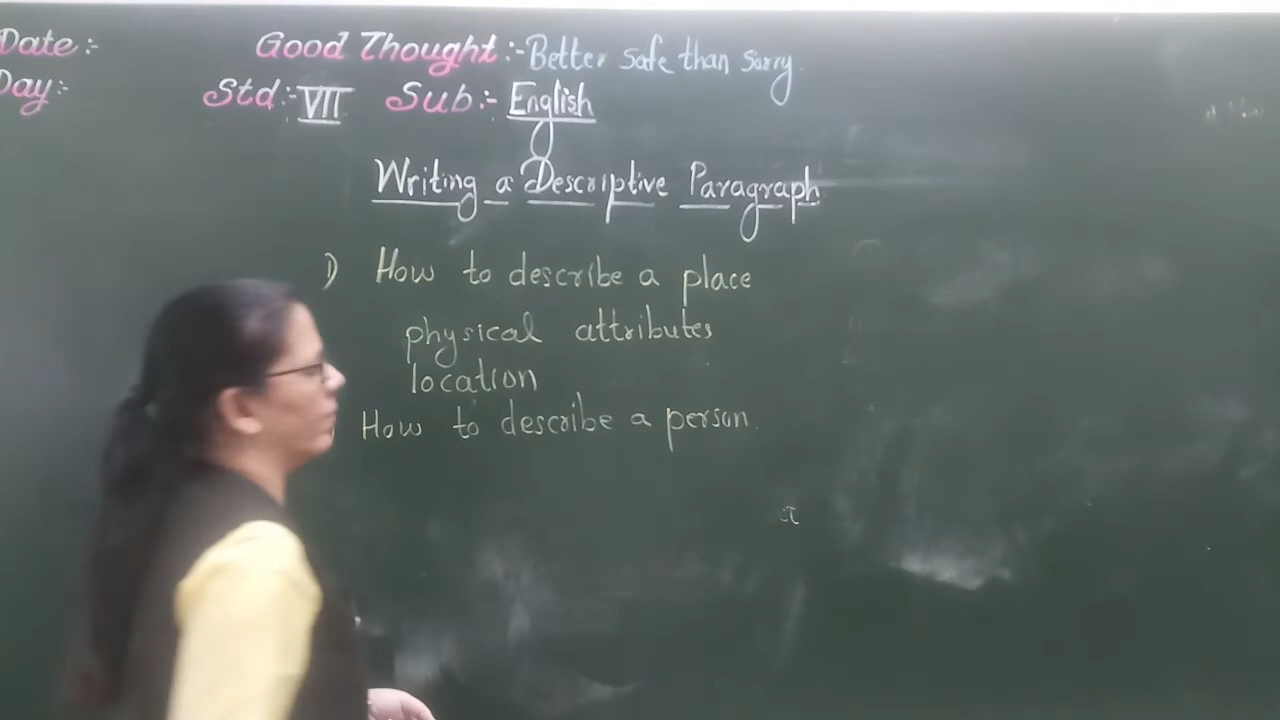 Date:-
Good Thought:- Better safe than sorry.
Day:-
Std:- VII Sub:- English
Writing a Descriptive Paragraph
1) How to describe a place
physical attributes
location
How to describe a person.